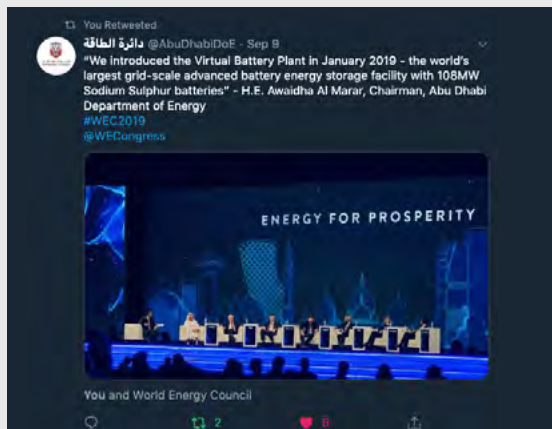 You Retweeted
دائرة الطاقة @AbuDhabiDoE · Sep 9
"We introduced the Virtual Battery Plant in January 2019 - the world's
largest grid-scale advanced battery energy storage facility with 108MW
Sodium Sulphur batteries" - H.E. Awaidha Al Marar, Chairman, Abu Dhabi
Department of Energy
#WEC2019
@WECongress
ENERGY FOR PROSPERITY
You and World Energy Council
2
8